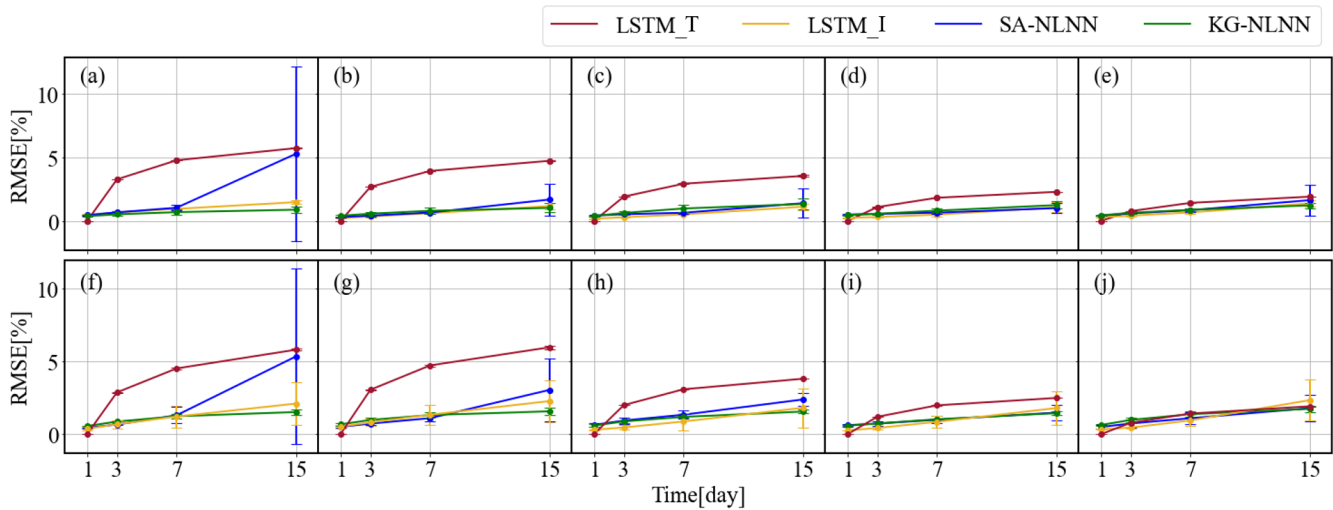 LSTM_T LSTM_I SA-NLNN KG-NLNN
(a) (b) (c) (d) (e)
10
5
0
RMSE[%]
(f) (g) (h) (i) (j)
10
5
0
RMSE[%]
1 3 7 15 1 3 7 15 1 3 7 15 1 3 7 15 1 3 7 15
Time[day]